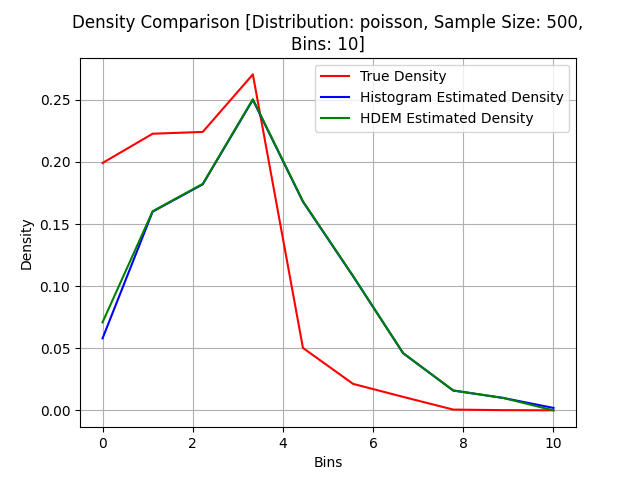 Density Comparison [Distribution: poisson, Sample Size: 500,
Bins: 10]
True Density
Histogram Estimated Density
HDEM Estimated Density
Density
0.25
0.20
0.15
0.10
0.05
0.00
0 2 4 6 8 10
Bins